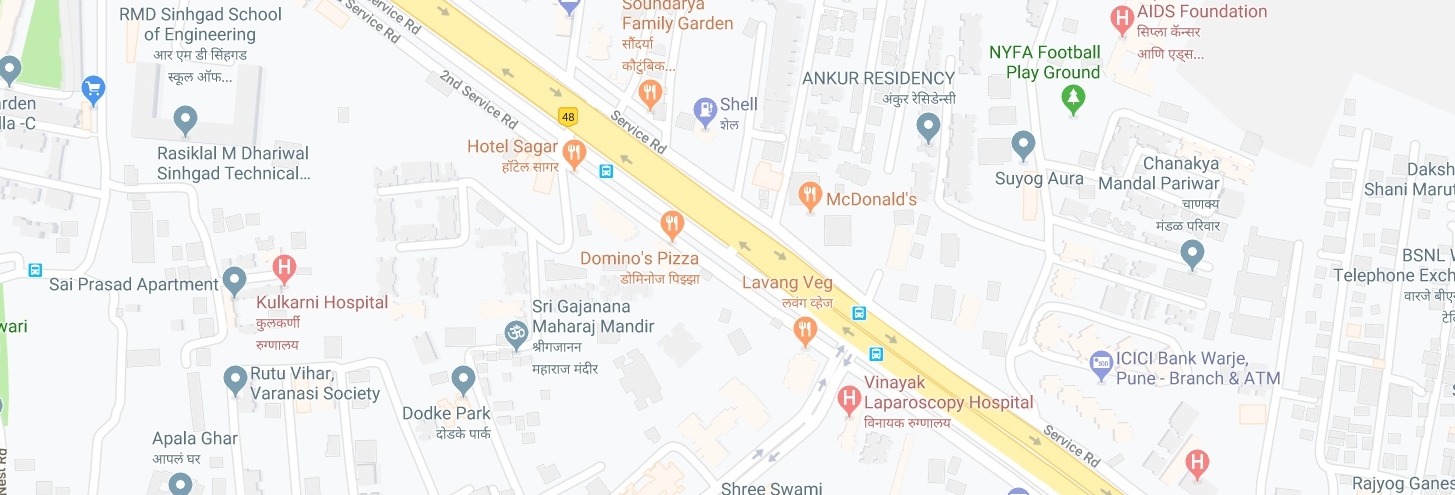 RMD Sinhgad School
of Engineering
आर एम डी सिंहगड
स्कूल ऑफ...
Service Rd
Service Rd
Soundarya
Family Garden
सौंदर्या
कौटुंबिक...
AIDS Foundation
सिप्ला कॅन्सर
आणि एड्स...
NYFA Football
Play Ground
ANKUR RESIDENCY
अंकुर रेसिडेन्सी
2nd Service Rd
48
Shell
शेल
Service Rd
arden
lla -C
Hotel Sagar
हॉटेल सागर
Rasiklal M Dhariwal
Sinhgad Technical...
Suyog Aura
Chanakya
Mandal Pariwar
चाणक्य
मंडळ परिवार
Daksh
Shani Marut
McDonald's
Domino's Pizza
डोमिनोज पिझ्झा
BSNL W
Telephone Exch
वारजे बीए
टे
Sai Prasad Apartment
Kulkarni Hospital
कुलकर्णी
रुग्णालय
Lavang Veg
लवंग व्हेज
Sri Gajanana
Maharaj Mandir
श्रीगजानन
महाराज मंदीर
wari
ICICI Bank Warje,
Pune - Branch & ATM
Rutu Vihar,
Varanasi Society
Vinayak
Laparoscopy Hospital
विनायक रुग्णालय
Dodke Park
दोडके पार्क
Apala Ghar
आपलं घर
Service Rd
Nest Rd
Shree Swami
Rajyog Ganes